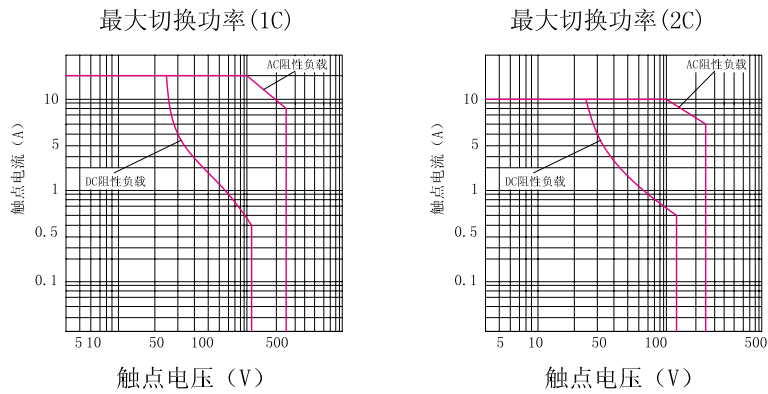 最大切换功率(1C)
AC阻性负载
DC阻性负载
触点电流（A）
10
5
1
0.5
0.1
5 10 50 100 500
触点电压（V）
最大切换功率(2C)
AC阻性负载
DC阻性负载
触点电流（A）
10
5
1
0.5
0.1
5 10 50 100 500
触点电压（V）